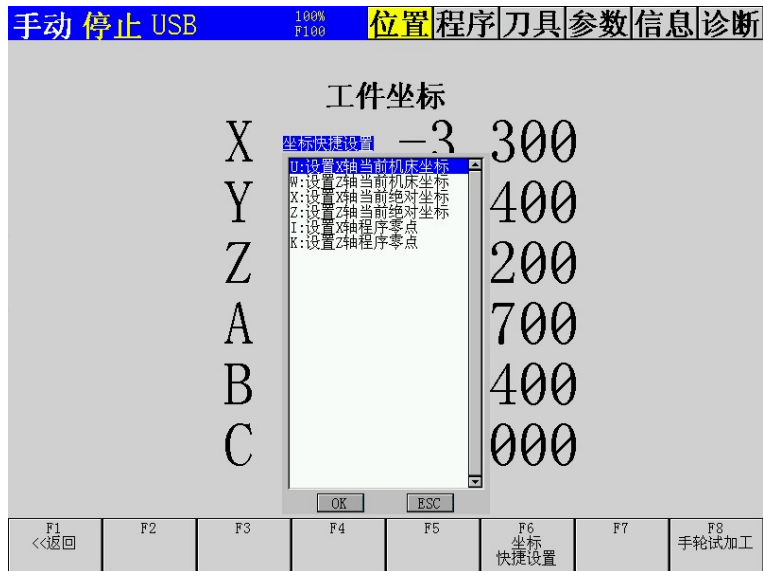 手动 停止 USB 100% F100 位置 程序 刀具 参数 信息 诊断
工件坐标
X -3 300
坐标快捷设置
U:设置X轴当前机床坐标
W:设置Z轴当前机床坐标
X:设置X轴当前绝对坐标
Z:设置Z轴当前绝对坐标
I:设置X轴程序零点
K:设置Z轴程序零点
Y 400
Z 200
A 700
B 400
C 000
OK ESC
F1 F2 F3 F4 F5 F6 F7 F8
<<返回 坐标 手轮试加工
快捷设置